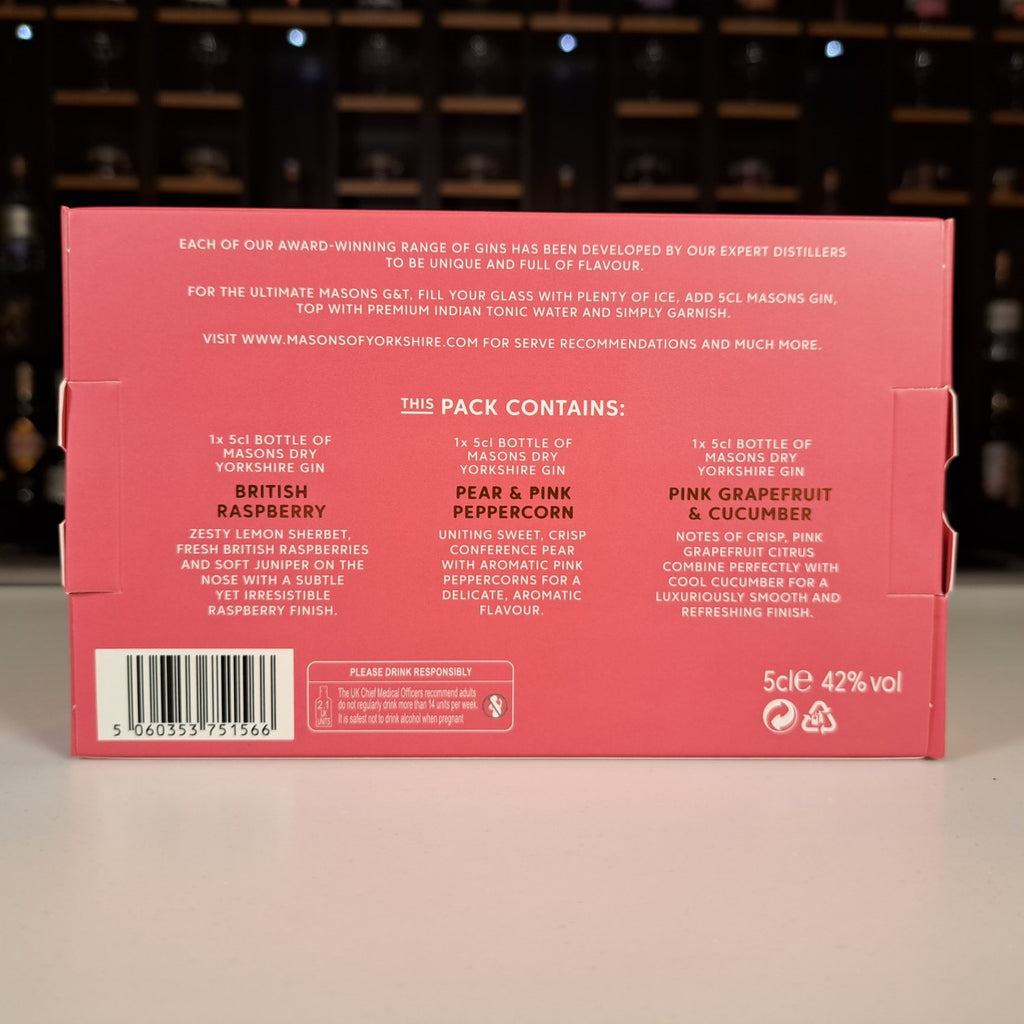 EACH OF OUR AWARD-WINNING RANGE OF GINS HAS BEEN DEVELOPED BY OUR EXPERT DISTILLERS
TO BE UNIQUE AND FULL OF FLAVOUR.
FOR THE ULTIMATE MASONS G&T, FILL YOUR GLASS WITH PLENTY OF ICE, ADD 5CL MASONS GIN,
TOP WITH PREMIUM INDIAN TONIC WATER AND SIMPLY GARNISH.
VISIT WWW.MASONSOFYORKSHIRE.COM FOR SERVE RECOMMENDATIONS AND MUCH MORE.
THIS PACK CONTAINS:
1x 5cl BOTTLE OF
MASONS DRY
YORKSHIRE GIN
BRITISH
RASPBERRY
ZESTY LEMON SHERBET,
FRESH BRITISH RASPBERRIES
AND SOFT JUNIPER ON THE
NOSE WITH A SUBTLE
YET IRRESISTIBLE
RASPBERRY FINISH.
1x 5cl BOTTLE OF
MASONS DRY
YORKSHIRE GIN
PEAR & PINK
PEPPERCORN
UNITING SWEET, CRISP
CONFERENCE PEAR
WITH AROMATIC PINK
PEPPERCORNS FOR A
DELICATE, AROMATIC
FLAVOUR.
1x 5cl BOTTLE OF
MASONS DRY
YORKSHIRE GIN
PINK GRAPEFRUIT
& CUCUMBER
NOTES OF CRISP, PINK
GRAPEFRUIT CITRUS
COMBINE PERFECTLY WITH
COOL CUCUMBER FOR A
LUXURIOUSLY SMOOTH AND
REFRESHING FINISH.
5 060353 751566
PLEASE DRINK RESPONSIBLY
2.1
UK
UNITS
The UK Chief Medical Officers recommend adults
do not regularly drink more than 14 units per week.
It is safest not to drink alcohol when pregnant
5cl℮ 42% vol